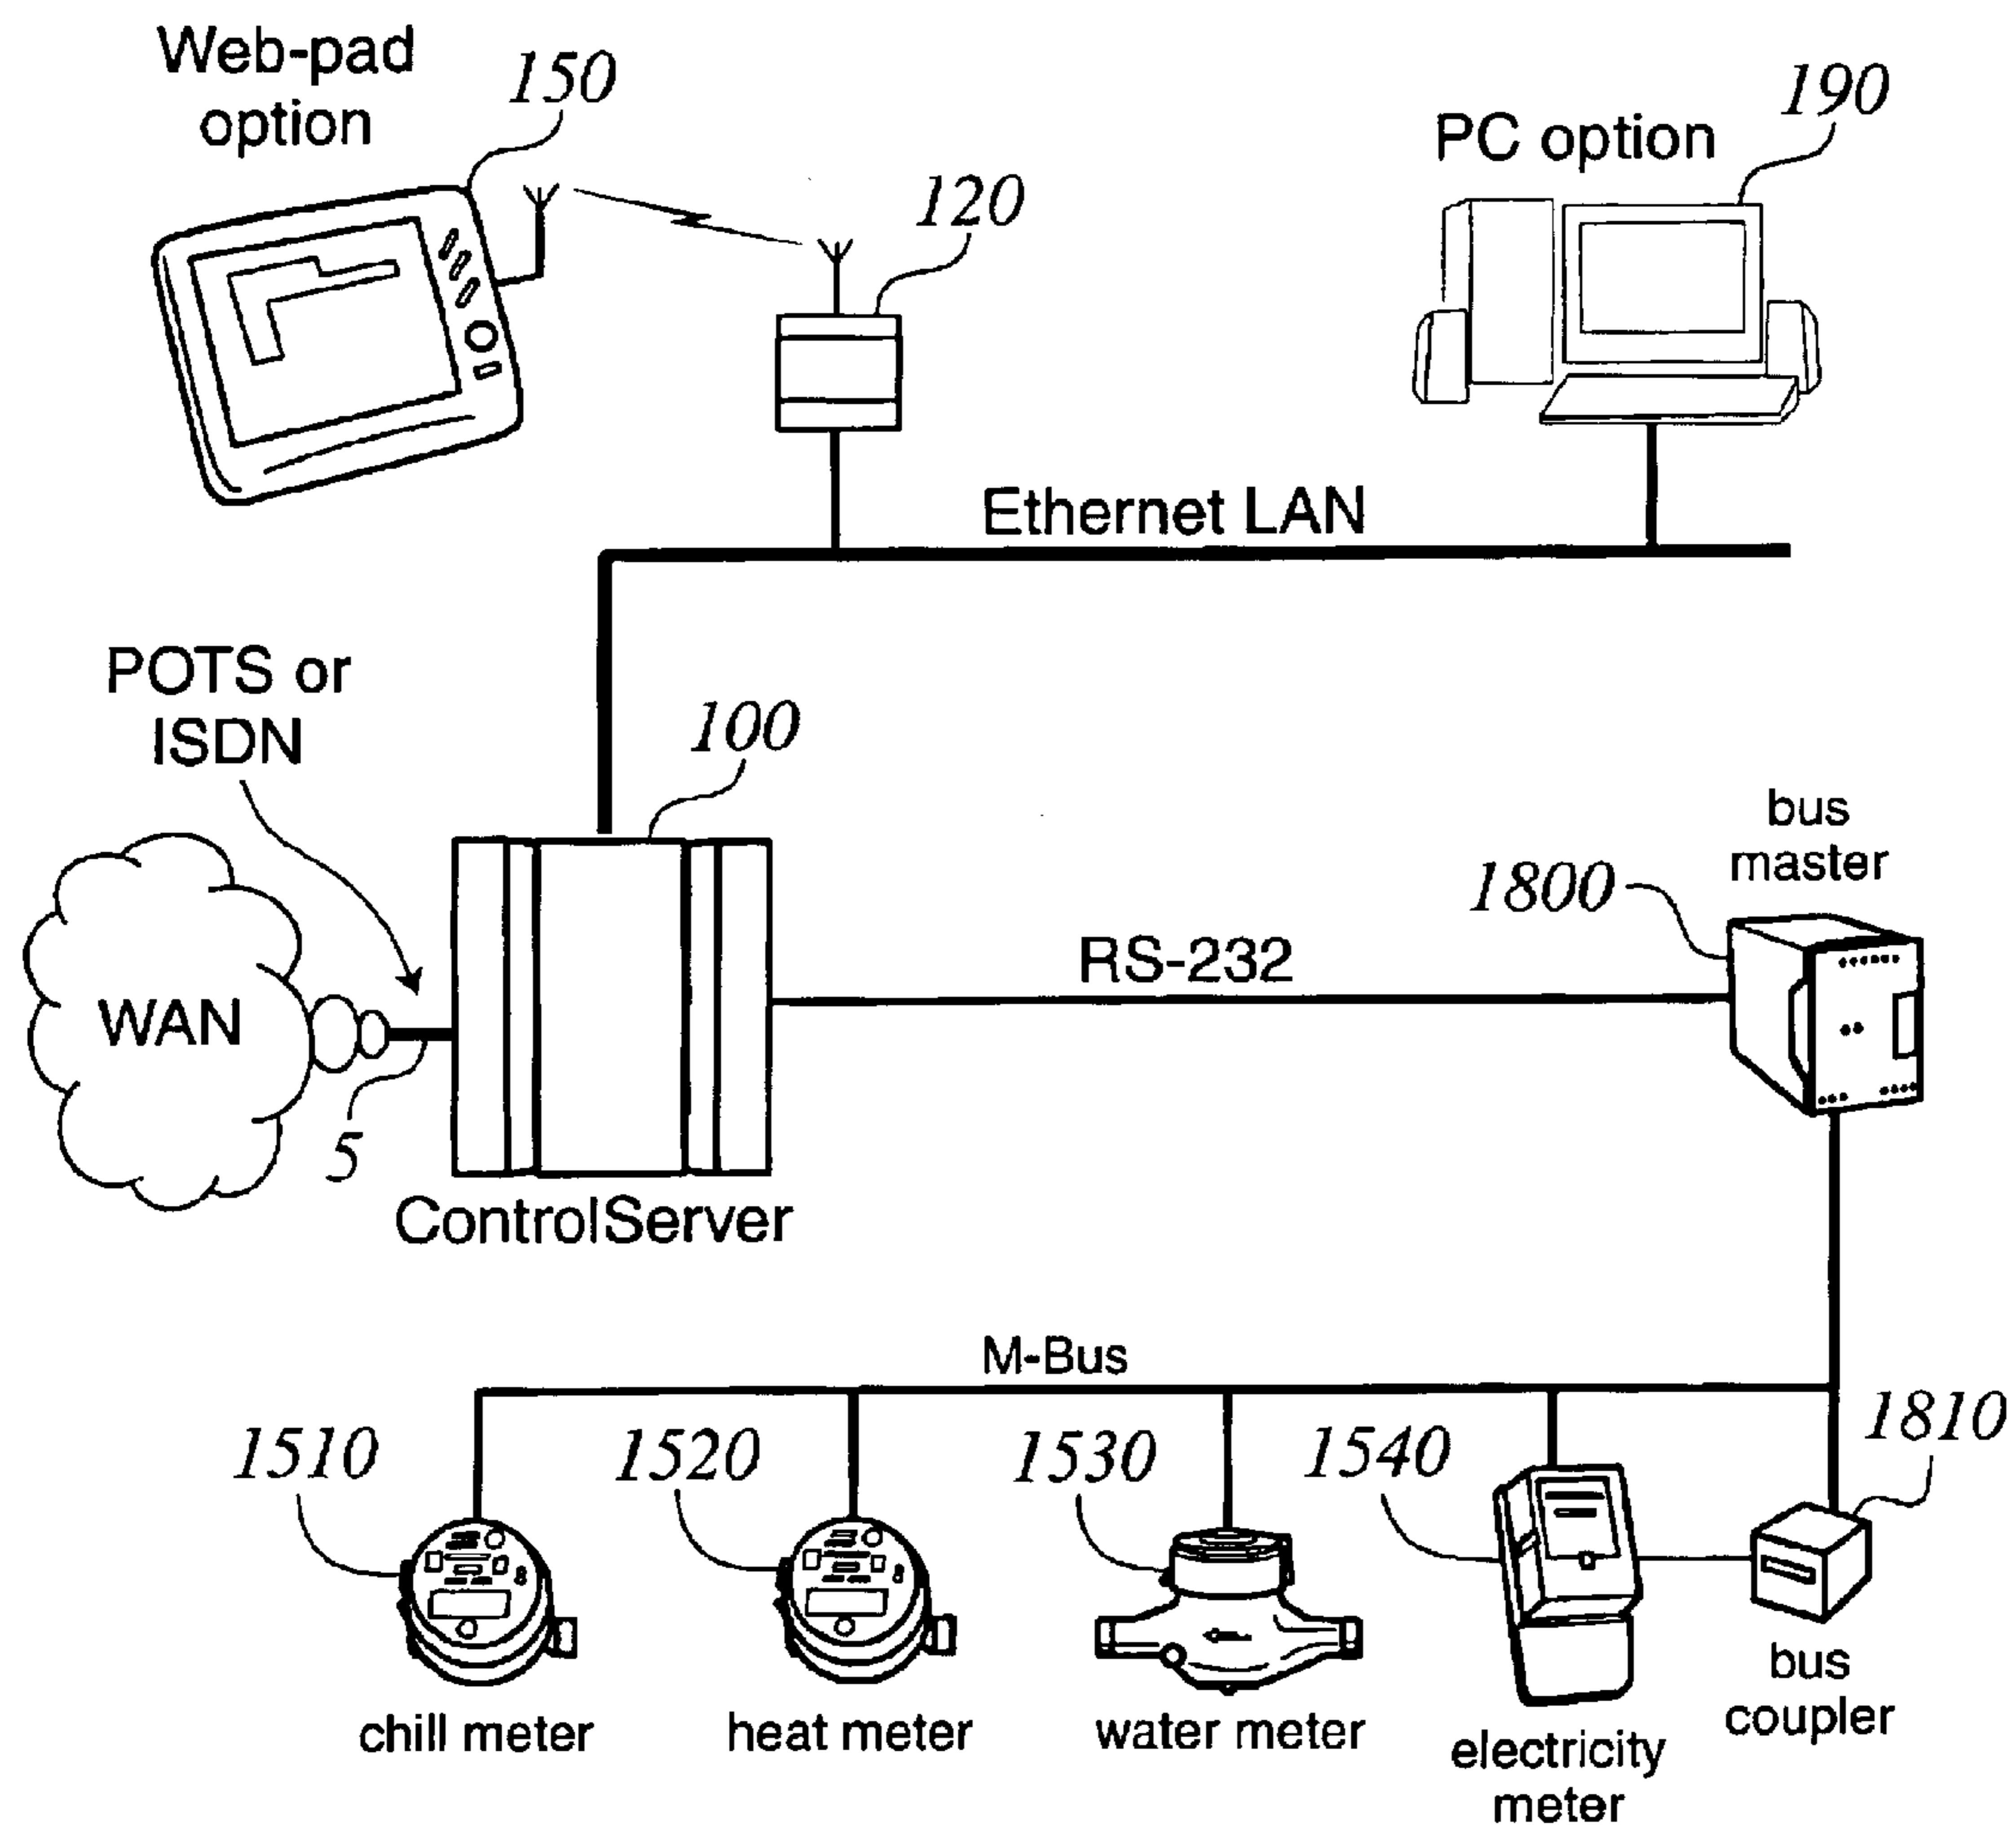 Web-pad
option
150
120
PC option
190
Ethernet LAN
POTS or
ISDN
100
bus
master
1800
RS-232
WAN
5
ControlServer
M-Bus
1510
1520
1530
1540
1810
chill meter
heat meter
water meter
electricity
meter
bus
coupler